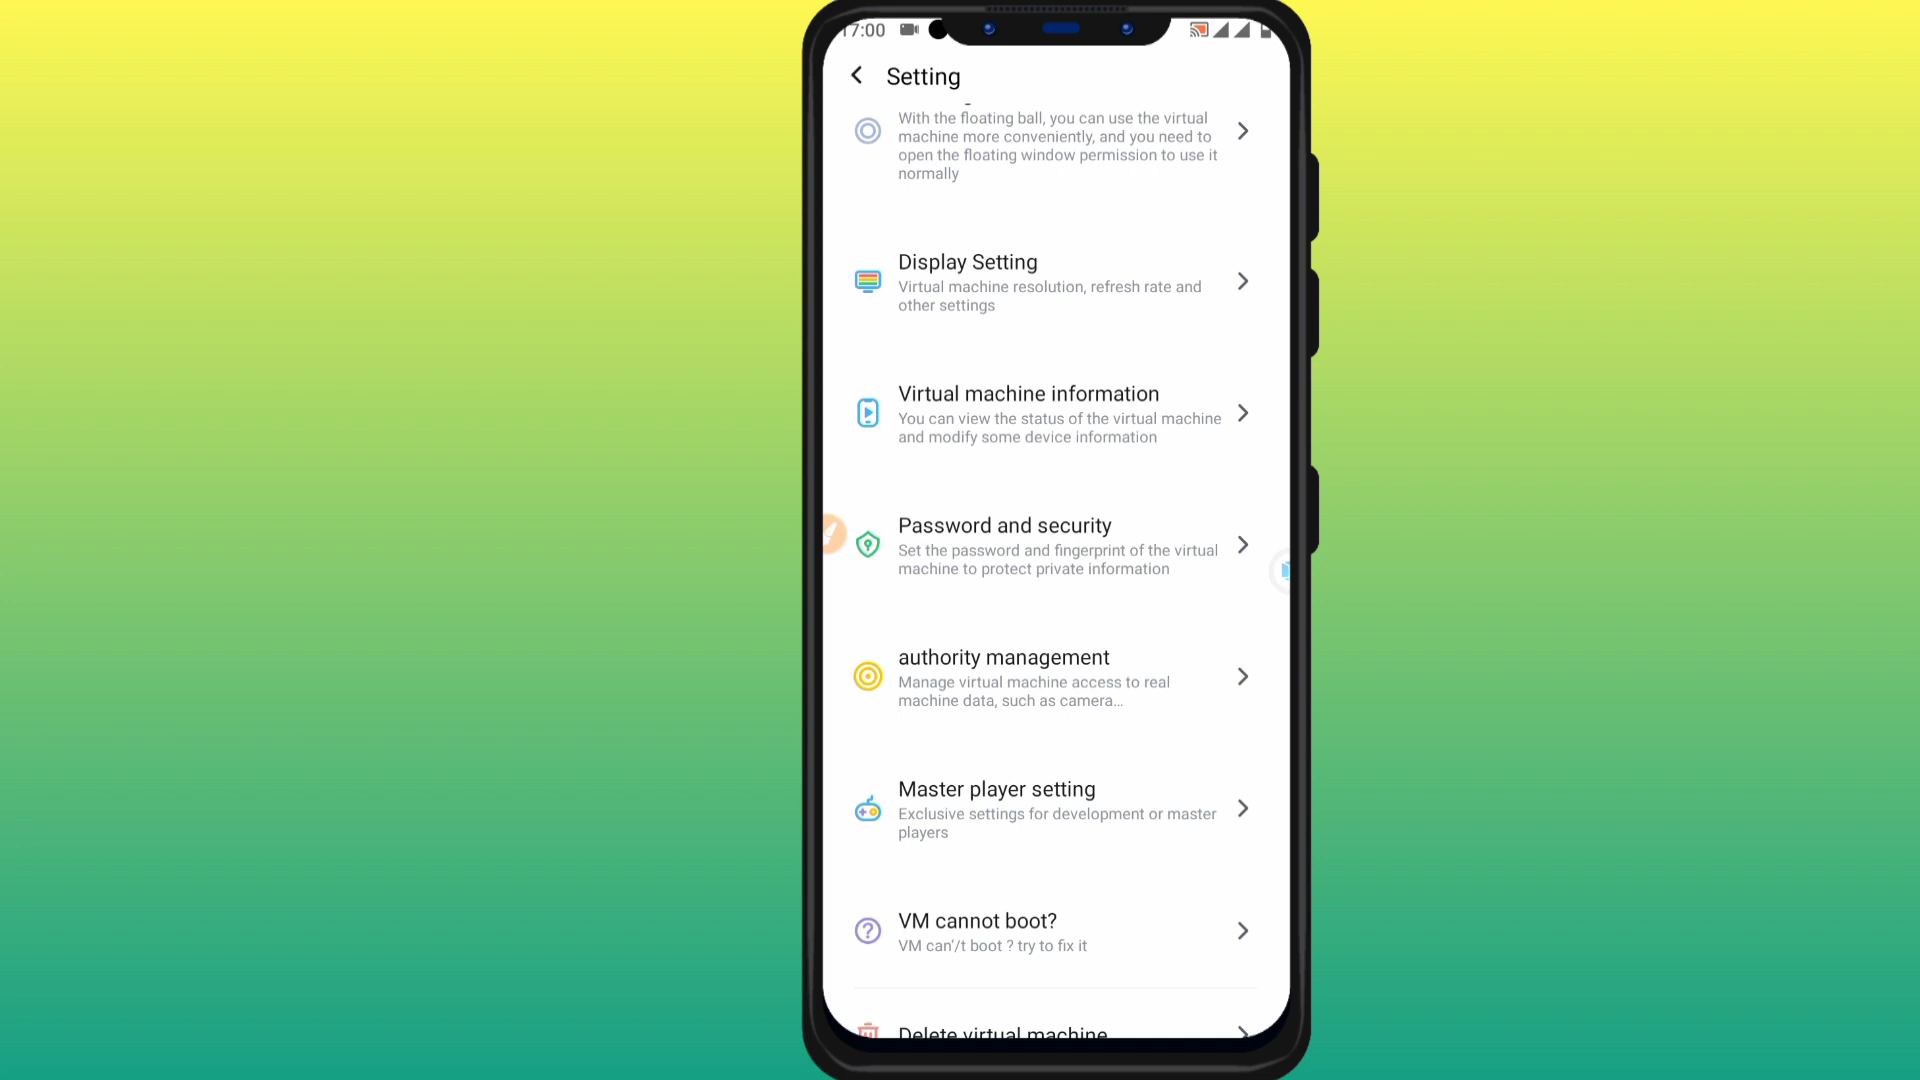 17:00
Setting
With the floating ball, you can use the virtual
machine more conveniently, and you need to
open the floating window permission to use it
normally
Display Setting
Virtual machine resolution, refresh rate and
other settings
Virtual machine information
You can view the status of the virtual machine
and modify some device information
Password and security
Set the password and fingerprint of the virtual
machine to protect private information
authority management
Manage virtual machine access to real
machine data, such as camera...
Master player setting
Exclusive settings for development or master
players
VM cannot boot?
VM can'/t boot ? try to fix it
Delete virtual machine